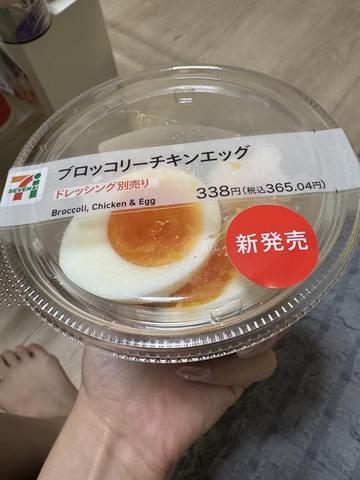 7
SEVEN & i
ブロッコリーチキンエッグ
ドレッシング別売り
338円(税込365.04円)
Broccoli, Chicken & Egg
新発売